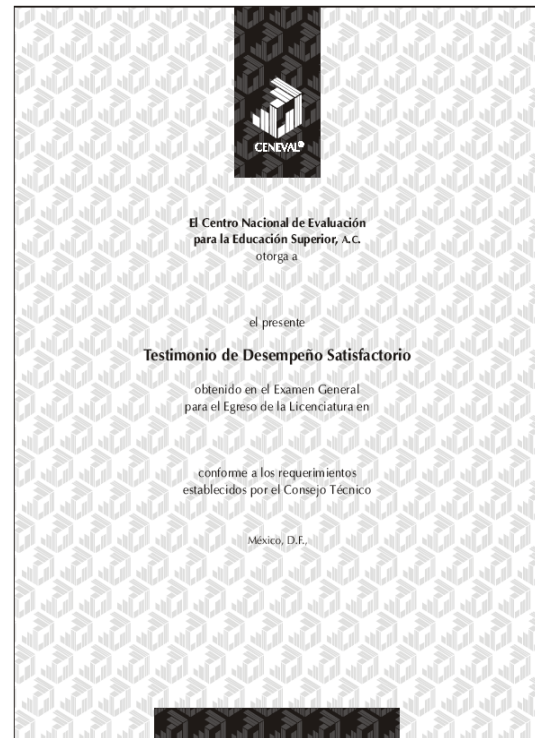 CENEVAL®
El Centro Nacional de Evaluación
para la Educación Superior, A.C.
otorga a
el presente
Testimonio de Desempeño Satisfactorio
obtenido en el Examen General
para el Egreso de la Licenciatura en
conforme a los requerimientos
establecidos por el Consejo Técnico
México, D.F.,